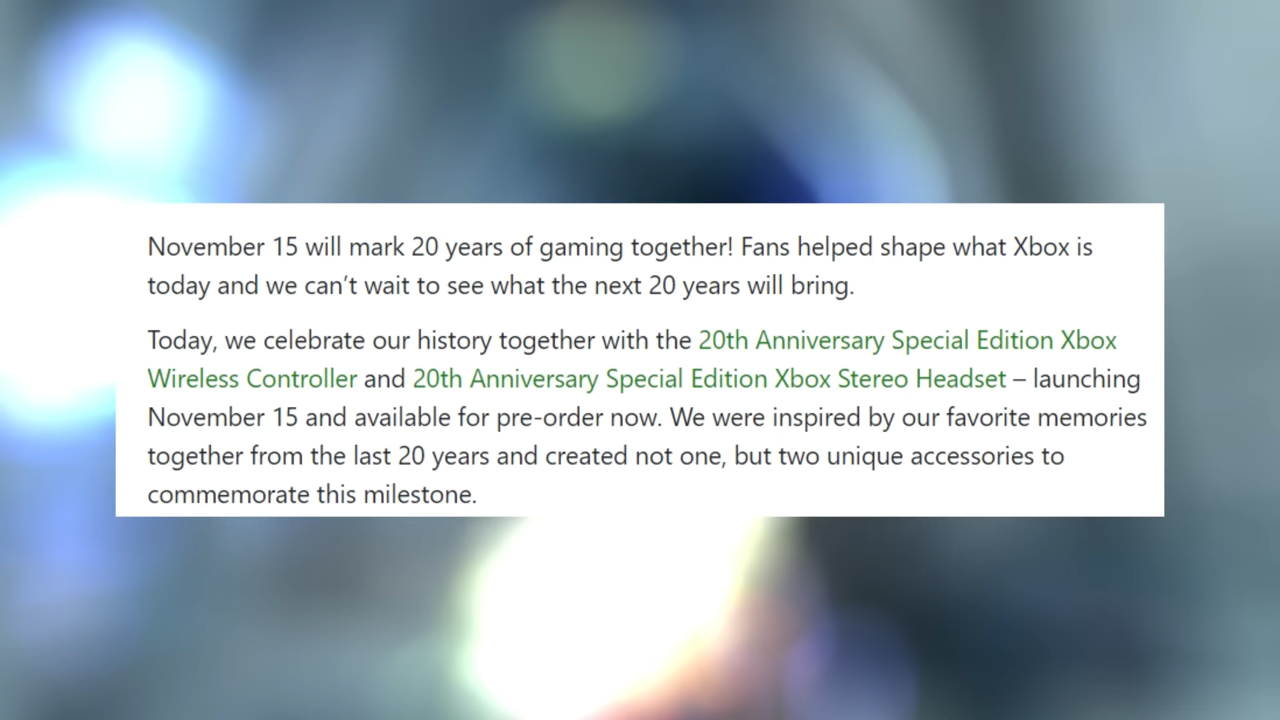 November 15 will mark 20 years of gaming together! Fans helped shape what Xbox is
today and we can’t wait to see what the next 20 years will bring.
Today, we celebrate our history together with the 20th Anniversary Special Edition Xbox
Wireless Controller and 20th Anniversary Special Edition Xbox Stereo Headset – launching
November 15 and available for pre-order now. We were inspired by our favorite memories
together from the last 20 years and created not one, but two unique accessories to
commemorate this milestone.